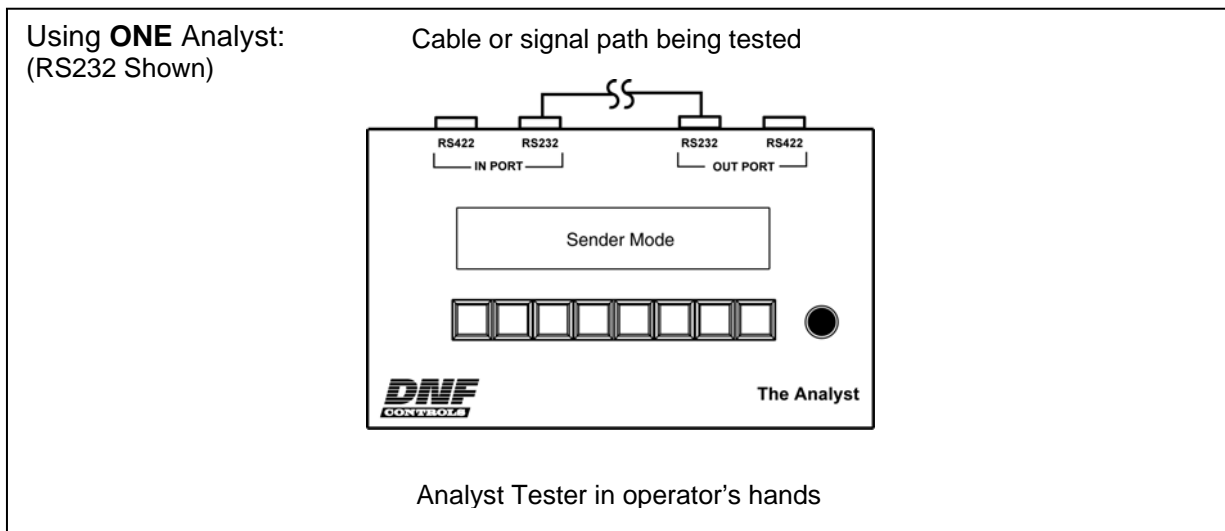 Using ONE Analyst:
(RS232 Shown)
Cable or signal path being tested
RS422 RS232 RS232 RS422
IN PORT OUT PORT
Sender Mode
DNF
CONTROLS
The Analyst
Analyst Tester in operator’s hands